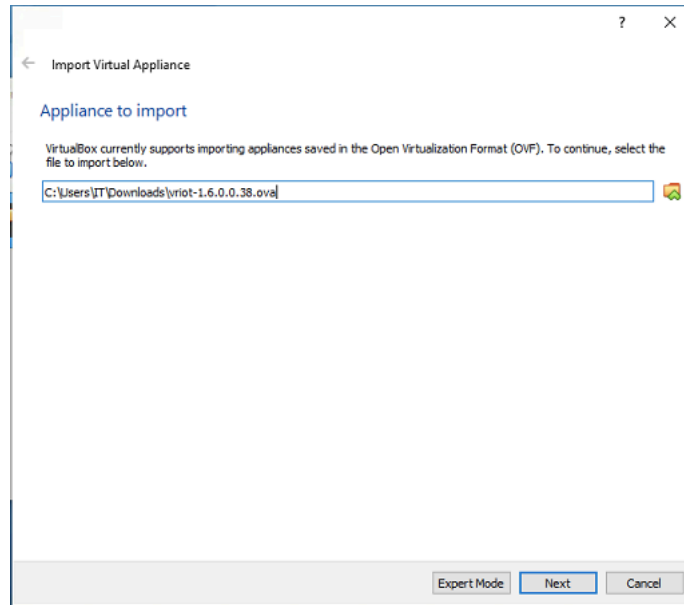 ?
Import Virtual Appliance
Appliance to import
VirtualBox currently supports importing appliances saved in the Open Virtualization Format (OVF). To continue, select the
file to import below.
C:\Users\IT\Downloads\vriot-1.6.0.0.38.ova
Expert Mode Next Cancel